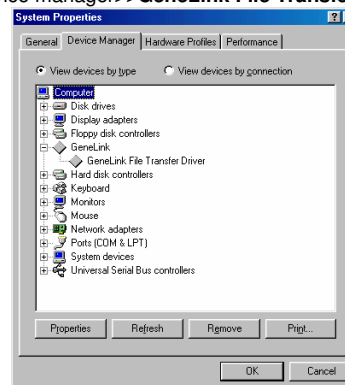 System Properties
General Device Manager Hardware Profiles Performance
View devices by type View devices by connection
Computer
Disk drives
Display adapters
Floppy disk controllers
GeneLink
GeneLink File Transfer Driver
Hard disk controllers
Keyboard
Monitors
Mouse
Network adapters
Ports (COM & LPT)
System devices
Universal Serial Bus controllers
Properties Refresh Remove Print...
OK Cancel